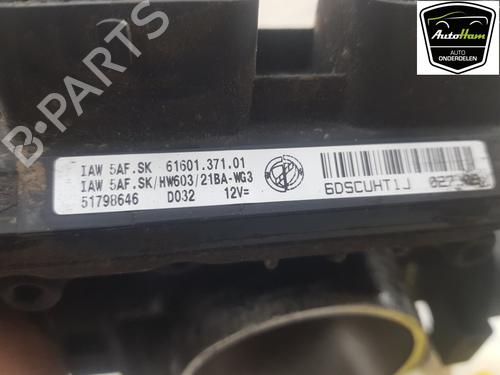 AutoHam
AUTO
ONDERDELEN
B-PARTS
IAW 5AF.SK 61601.371.01
IAW 5AF.SK/HW603/21BA-WG3
51798646 D032 12V=
6DSCUHT1J